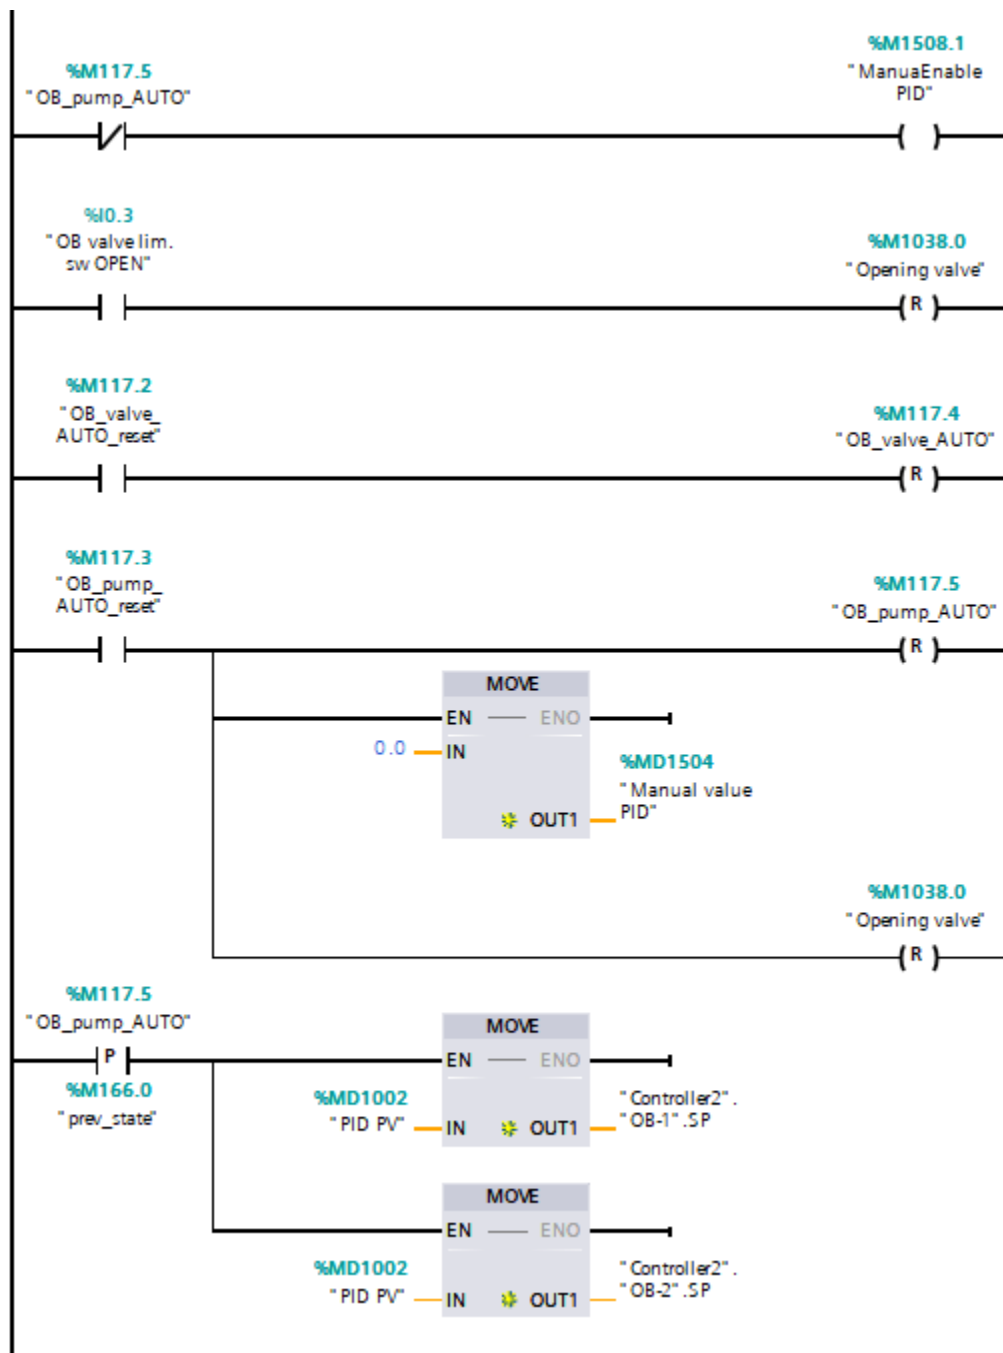 %M1508.1
%M117.5
"ManuaEnable
"OB_pump_AUTO"
PID"
%I0.3
"OB valve lim.
sw OPEN"
%M1038.0
"Opening valve"
R
%M117.2
"OB_valve_
AUTO_reset"
%M117.4
"OB_valve_AUTO"
R
%M117.3
"OB_pump_
AUTO_reset"
%M117.5
"OB_pump_AUTO"
R
MOVE
EN ENO
0.0 IN
%MD1504
"Manual value
PID"
OUT1
%M1038.0
"Opening valve"
R
%M117.5
"OB_pump_AUTO"
P
%M166.0
"prev_state"
MOVE
EN ENO
%MD1002
"PID PV" IN OUT1
"Controller2".
"OB-1".SP
MOVE
EN ENO
%MD1002
"PID PV" IN OUT1
"Controller2".
"OB-2".SP